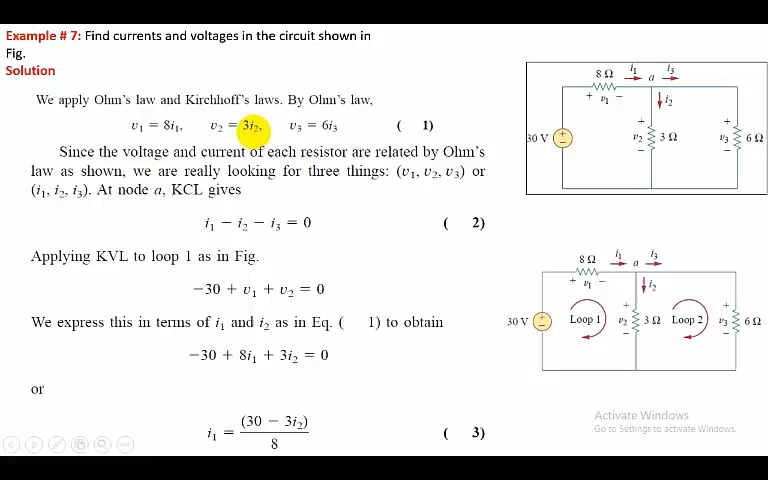 Example # 7: Find currents and voltages in the circuit shown in
Fig.
Solution
We apply Ohm's law and Kirchhoff's laws. By Ohm's law,
v₁ = 8i₁, v₂ = 3i₂, v₃ = 6i₃ ( 1)
Since the voltage and current of each resistor are related by Ohm's
law as shown, we are really looking for three things: (v₁, v₂, v₃) or
(i₁, i₂, i₃). At node a, KCL gives
i₁ − i₂ − i₃ = 0 ( 2)
Applying KVL to loop 1 as in Fig.
−30 + v₁ + v₂ = 0
We express this in terms of i₁ and i₂ as in Eq. ( 1) to obtain
−30 + 8i₁ + 3i₂ = 0
or
i₁ = (30 − 3i₂) / 8 ( 3)
8 Ω i₁ a i₃
+ v₁ − i₂
30 V + − + v₂ − 3 Ω + v₃ − 6 Ω
8 Ω i₁ a i₃
+ v₁ − i₂
30 V + − Loop 1 + v₂ − 3 Ω Loop 2 + v₃ − 6 Ω
Activate Windows
Go to Settings to activate Windows.